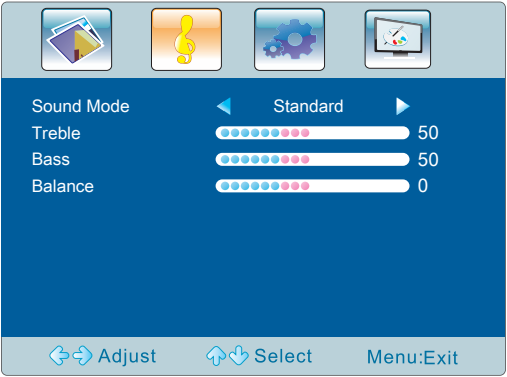 Sound Mode Standard
Treble 50
Bass 50
Balance 0
Adjust Select Menu:Exit